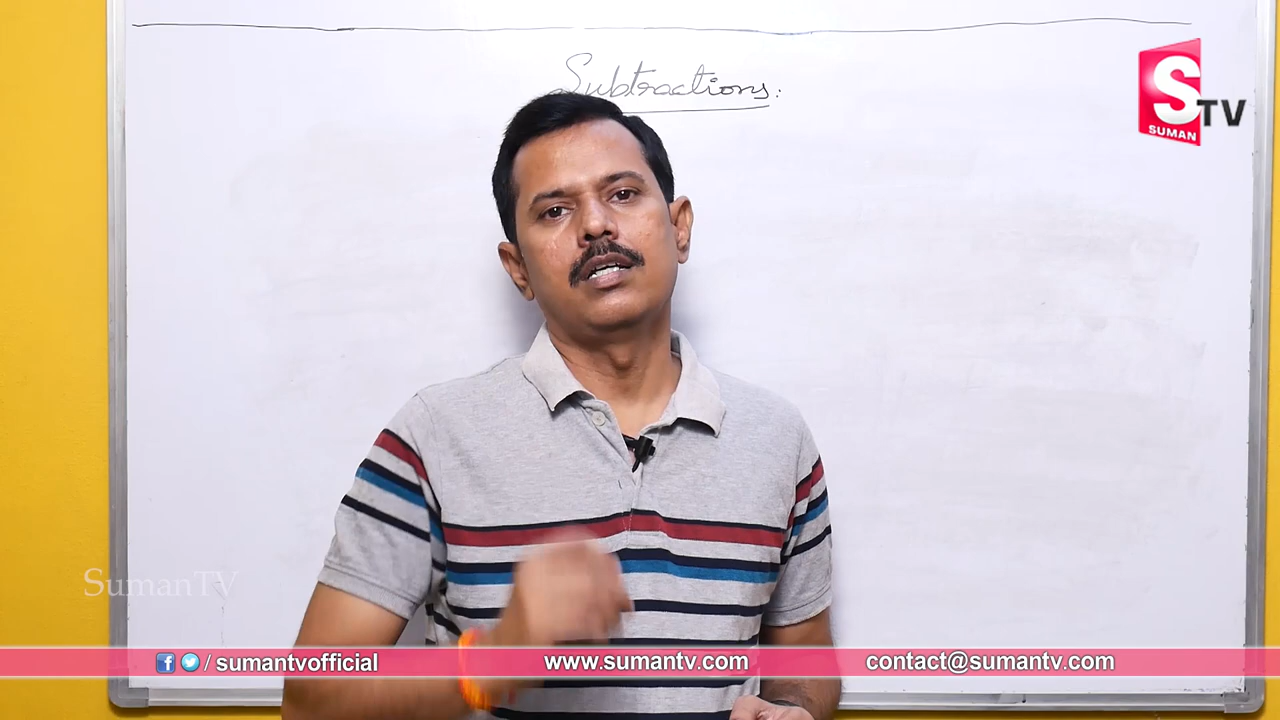 Subtractions:
S TV
SUMAN
SumanTV
f / sumantvofficial
www.sumantv.com
contact@sumantv.com